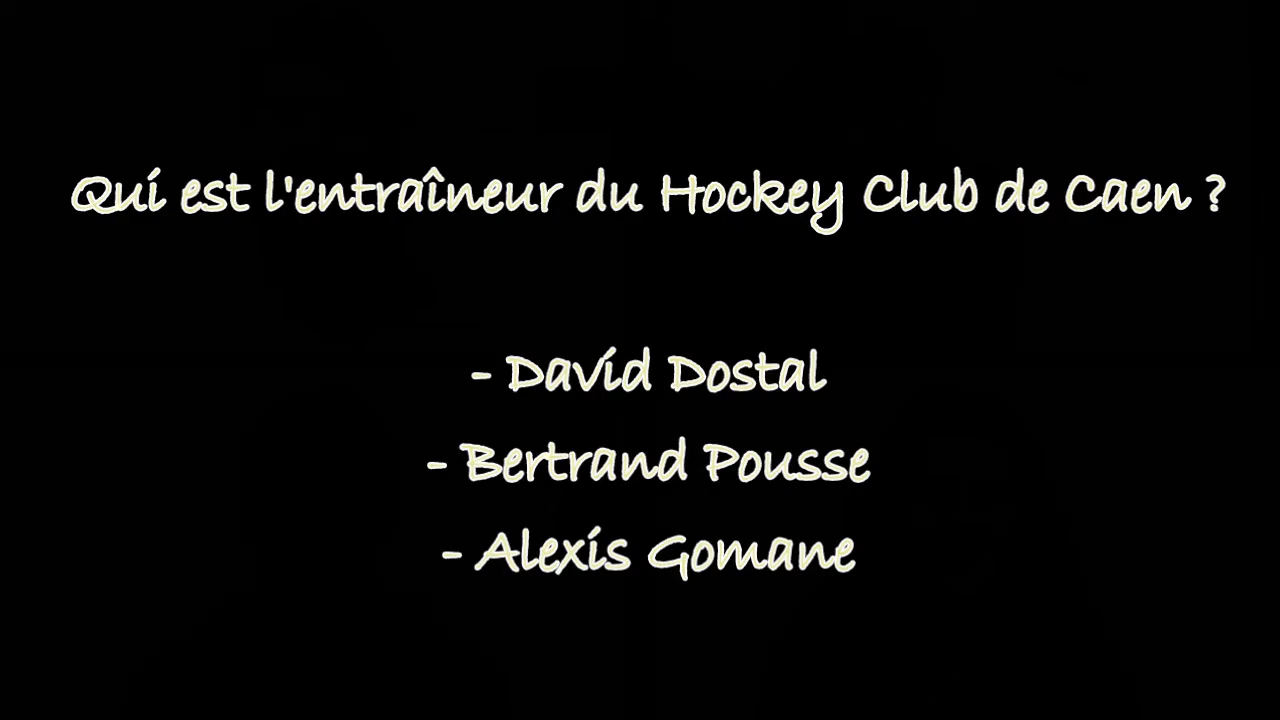 Qui est l'entraîneur du Hockey Club de Caen ?
- David Dostal
- Bertrand Pousse
- Alexis Gomane